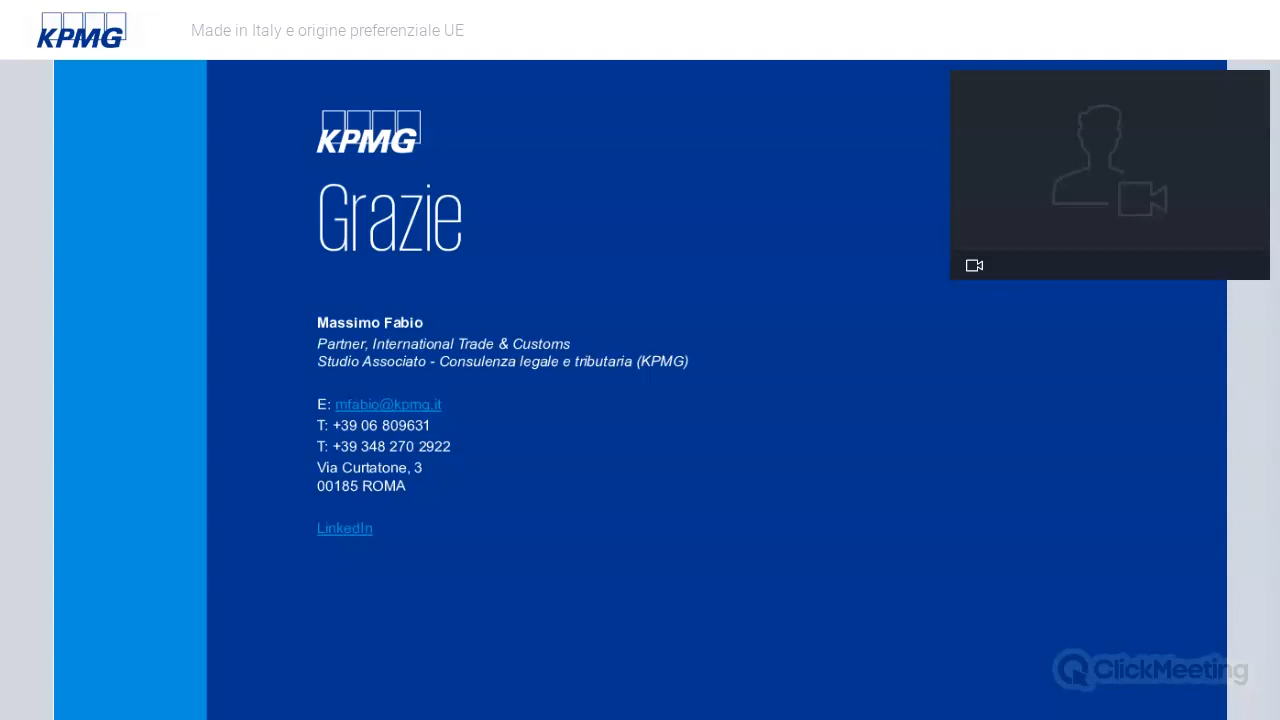 KPMG
Made in Italy e origine preferenziale UE
KPMG
Grazie
Massimo Fabio
Partner, International Trade & Customs
Studio Associato - Consulenza legale e tributaria (KPMG)
E: mfabio@kpmg.it
T: +39 06 809631
T: +39 348 270 2922
Via Curtatone, 3
00185 ROMA
LinkedIn
ClickMeeting